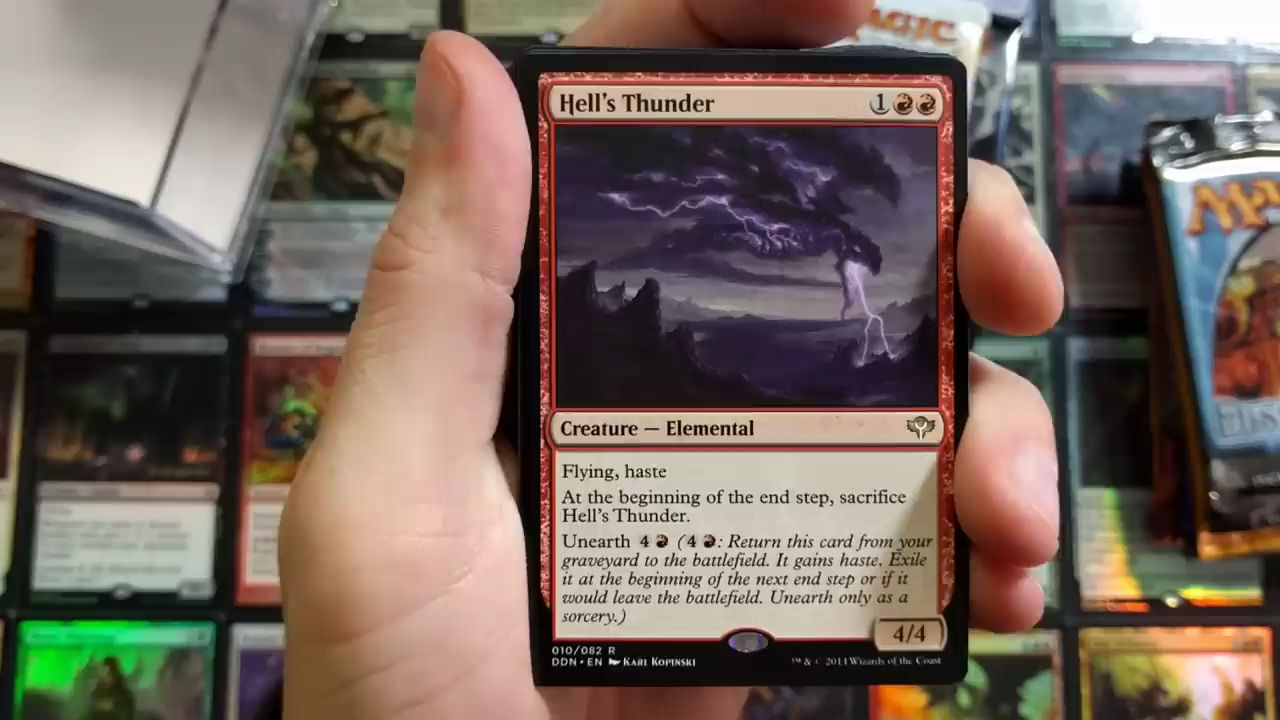 MAGIC
Hell's Thunder 1
Creature — Elemental
Flying, haste
At the beginning of the end step, sacrifice
Hell's Thunder.
Unearth 4 (4 : Return this card from your
graveyard to the battlefield. It gains haste. Exile
it at the beginning of the next end step or if it
would leave the battlefield. Unearth only as a
sorcery.)
4/4
010/082 R
DDN • EN Karl Kopinski
™ & © 2014 Wizards of the Coast